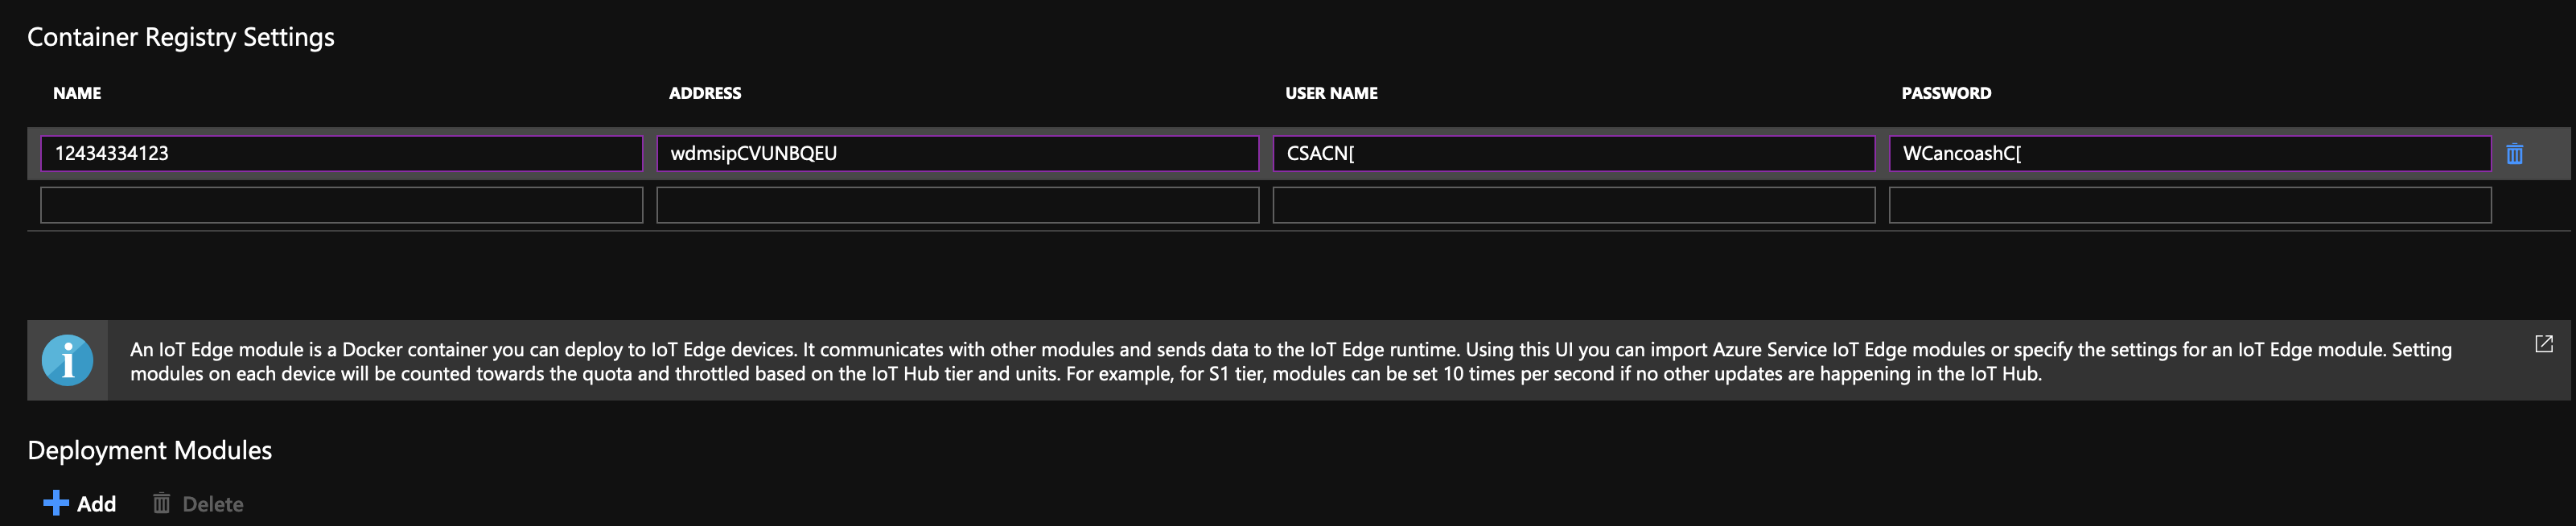 Container Registry Settings
NAME ADDRESS USER NAME PASSWORD
12434334123 wdmsipCVUNBQEU CSACN[ WCancoashC[
An IoT Edge module is a Docker container you can deploy to IoT Edge devices. It communicates with other modules and sends data to the IoT Edge runtime. Using this UI you can import Azure Service IoT Edge modules or specify the settings for an IoT Edge module. Setting
modules on each device will be counted towards the quota and throttled based on the IoT Hub tier and units. For example, for S1 tier, modules can be set 10 times per second if no other updates are happening in the IoT Hub.
Deployment Modules
Add Delete